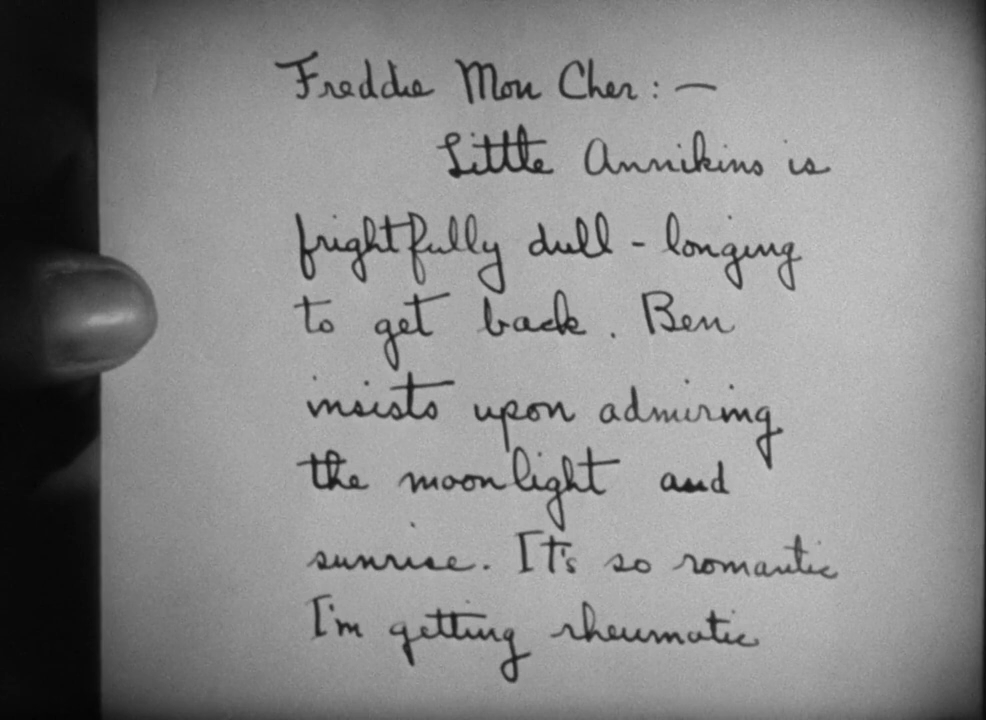 Freddie Mon Cher: —
Little Annikins is
frightfully dull - longing
to get back. Ben
insists upon admiring
the moonlight and
sunrise. It's so romantic
I'm getting rheumatic